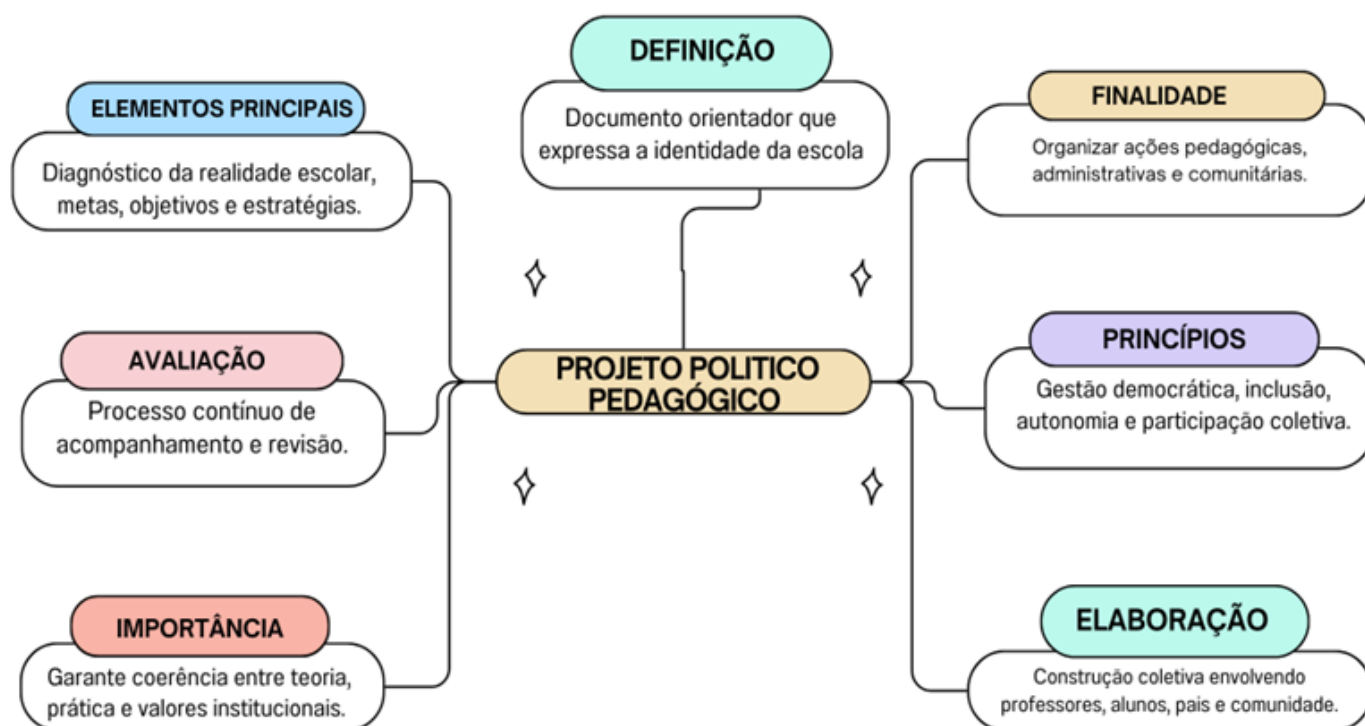 DEFINIÇÃO
Documento orientador que
expressa a identidade da escola
ELEMENTOS PRINCIPAIS
Diagnóstico da realidade escolar,
metas, objetivos e estratégias.
FINALIDADE
Organizar ações pedagógicas,
administrativas e comunitárias.
AVALIAÇÃO
Processo contínuo de
acompanhamento e revisão.
PROJETO POLITICO
PEDAGÓGICO
PRINCÍPIOS
Gestão democrática, inclusão,
autonomia e participação coletiva.
IMPORTÂNCIA
Garante coerência entre teoria,
prática e valores institucionais.
ELABORAÇÃO
Construção coletiva envolvendo
professores, alunos, pais e comunidade.